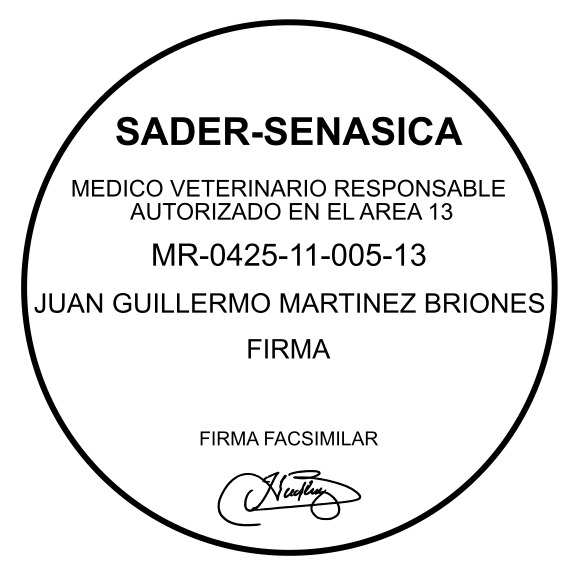 SADER-SENASICA
MEDICO VETERINARIO RESPONSABLE
AUTORIZADO EN EL AREA 13
MR-0425-11-005-13
JUAN GUILLERMO MARTINEZ BRIONES
FIRMA
FIRMA FACSIMILAR